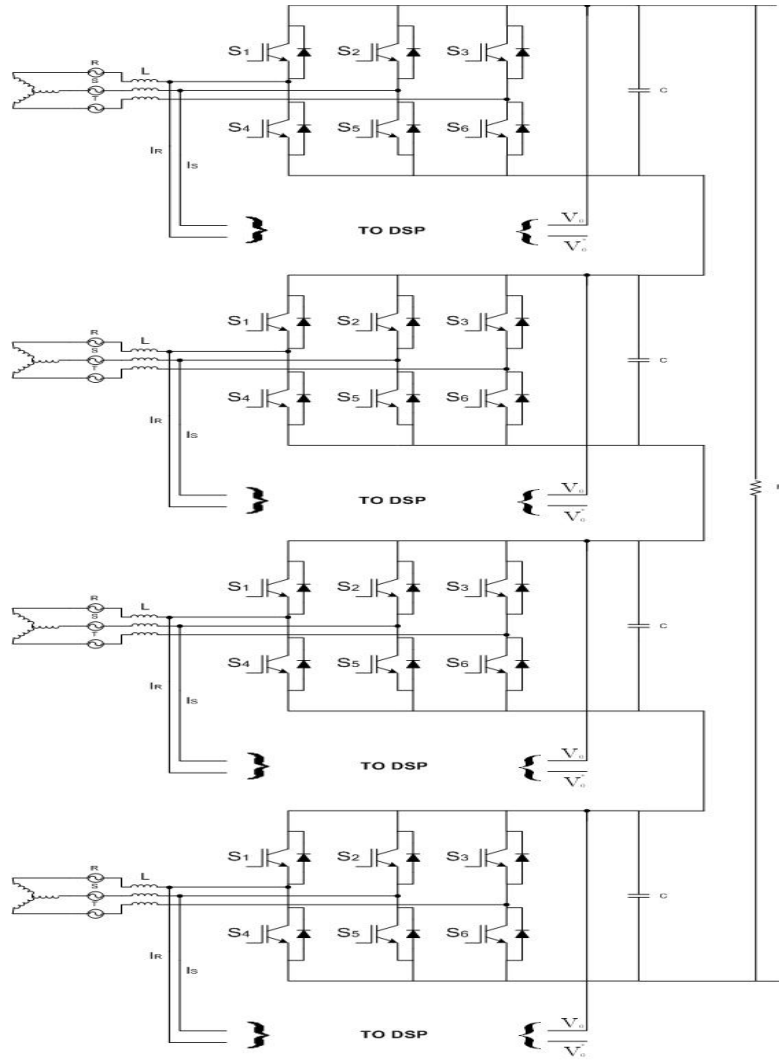 S1 S2 S3
R
L
S
T
C
S4 S5 S6
IR
IS
V0
TO DSP
V0*
S1 S2 S3
R
L
S
T
C
S4 S5 S6
IR
IS
V0
TO DSP
V0*
S1 S2 S3
R
L
S
T
C
S4 S5 S6
IR
IS
V0
TO DSP
V0*
S1 S2 S3
R
L
S
T
C
S4 S5 S6
IR
IS
V0
TO DSP
V0*